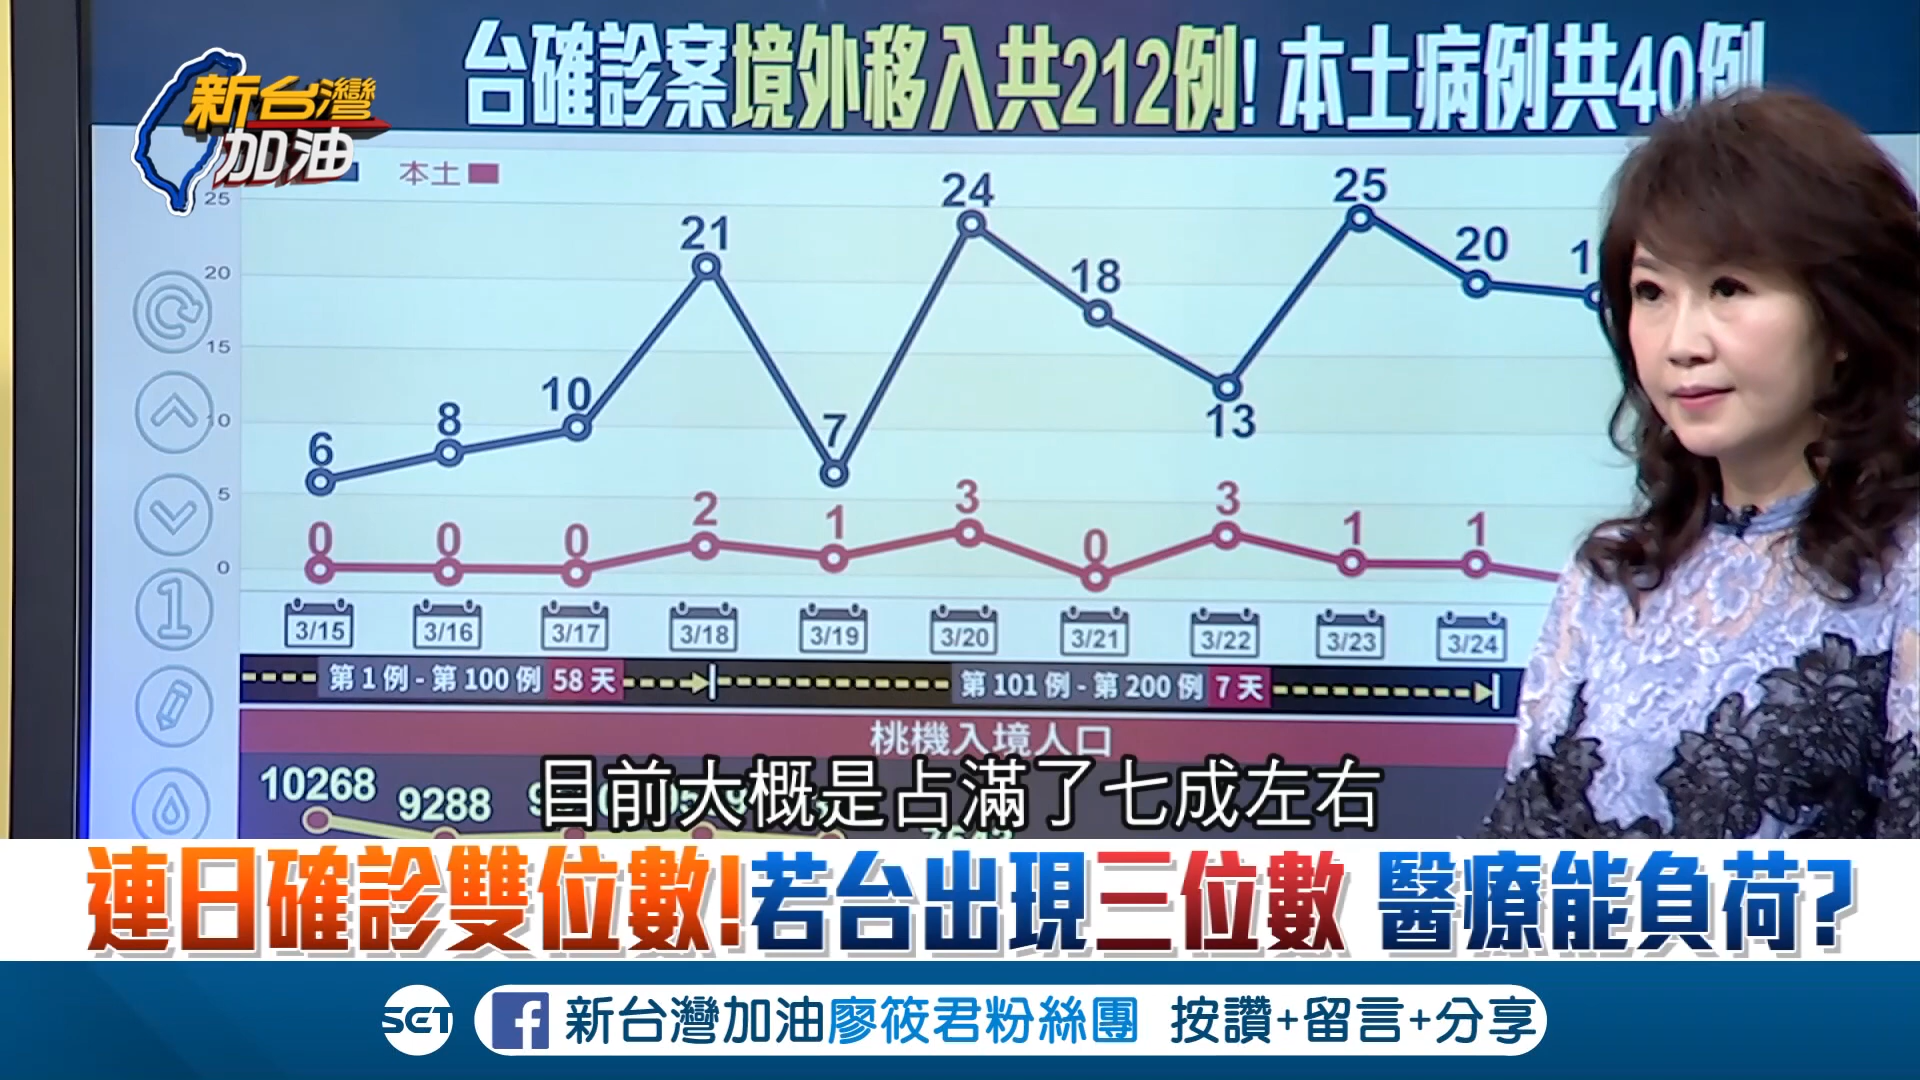 新台灣
加油
台確診案境外移入共212例! 本土病例共40例
本土
25
20
15
10
5
0
6 8 10 21 7 24 18 13 25 20
0 0 0 2 1 3 0 3 1 1
3/15 3/16 3/17 3/18 3/19 3/20 3/21 3/22 3/23 3/24
第1例-第100例 58天 第101例-第200例 7天
1
桃機入境人口
10268 9288
目前大概是占滿了七成左右
連日確診雙位數!若台出現三位數 醫療能負荷?
SET 新台灣加油廖筱君粉絲團 按讚+留言+分享